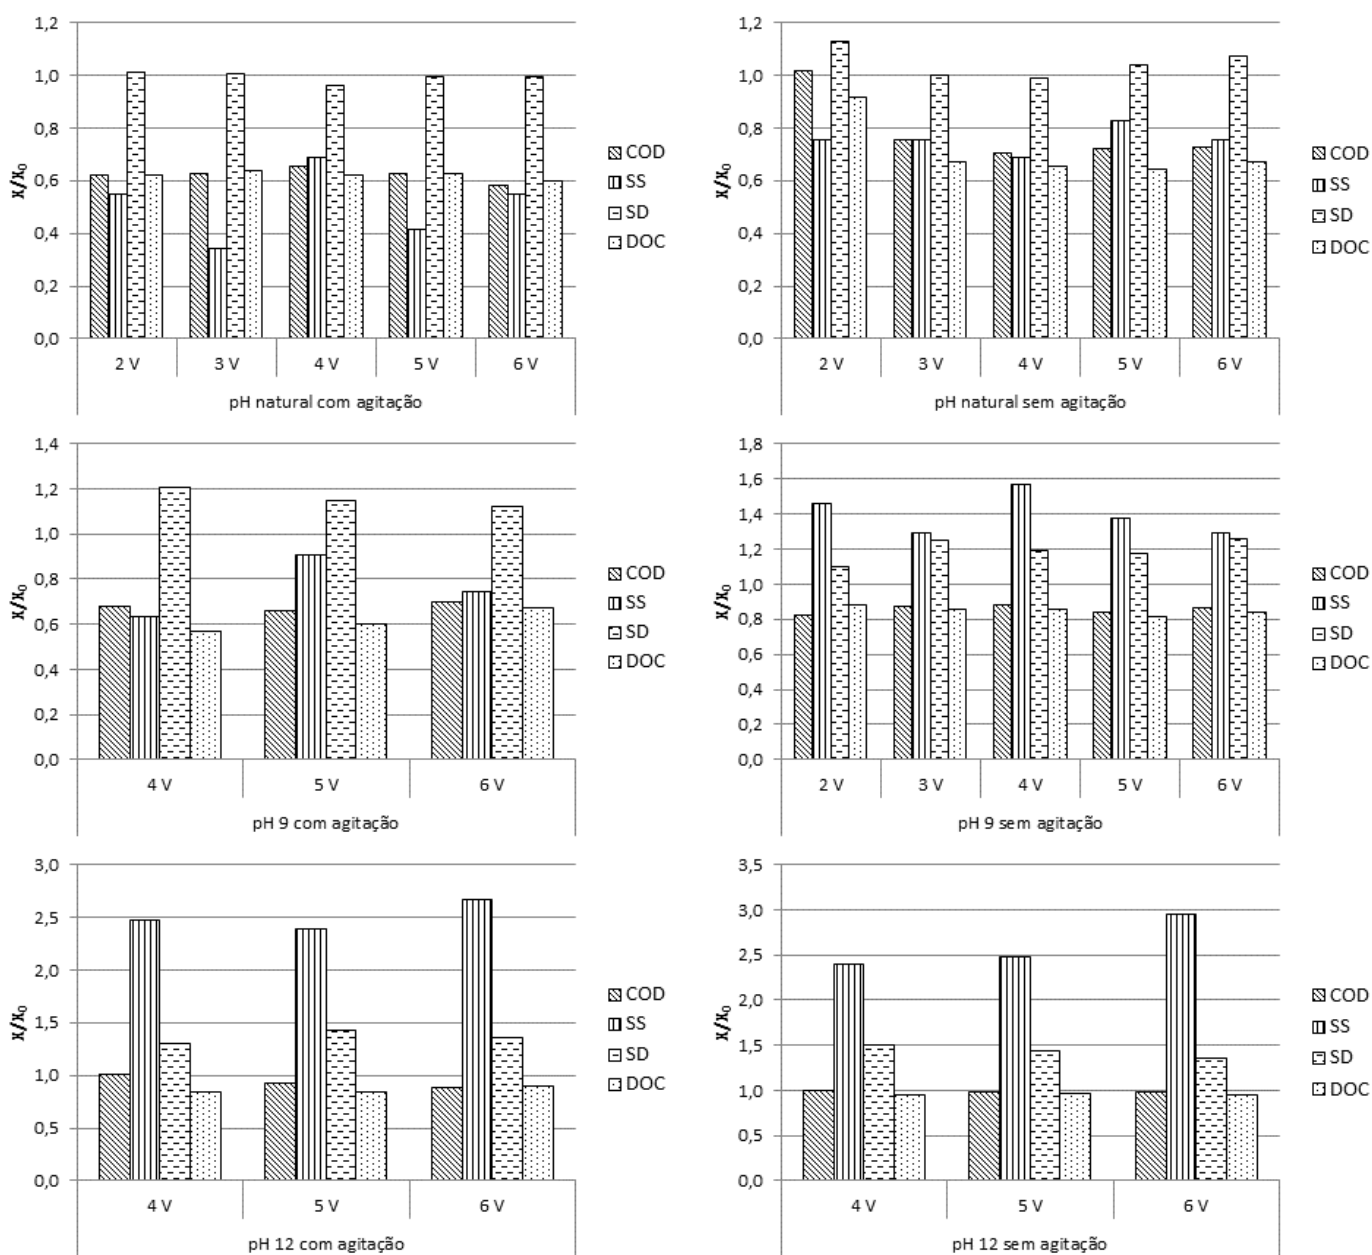 1,2
1,0
0,8
0,6
0,4
0,2
0,0
X/X₀
2 V 3 V 4 V 5 V 6 V
pH natural com agitação
COD
SS
SD
DOC
1,2
1,0
0,8
0,6
0,4
0,2
0,0
X/X₀
2 V 3 V 4 V 5 V 6 V
pH natural sem agitação
COD
SS
SD
DOC
1,4
1,2
1,0
0,8
0,6
0,4
0,2
0,0
X/X₀
4 V 5 V 6 V
pH 9 com agitação
COD
SS
SD
DOC
1,8
1,6
1,4
1,2
1,0
0,8
0,6
0,4
0,2
0,0
X/X₀
2 V 3 V 4 V 5 V 6 V
pH 9 sem agitação
COD
SS
SD
DOC
3,0
2,5
2,0
1,5
1,0
0,5
0,0
X/X₀
4 V 5 V 6 V
pH 12 com agitação
COD
SS
SD
DOC
3,5
3,0
2,5
2,0
1,5
1,0
0,5
0,0
X/X₀
4 V 5 V 6 V
pH 12 sem agitação
COD
SS
SD
DOC